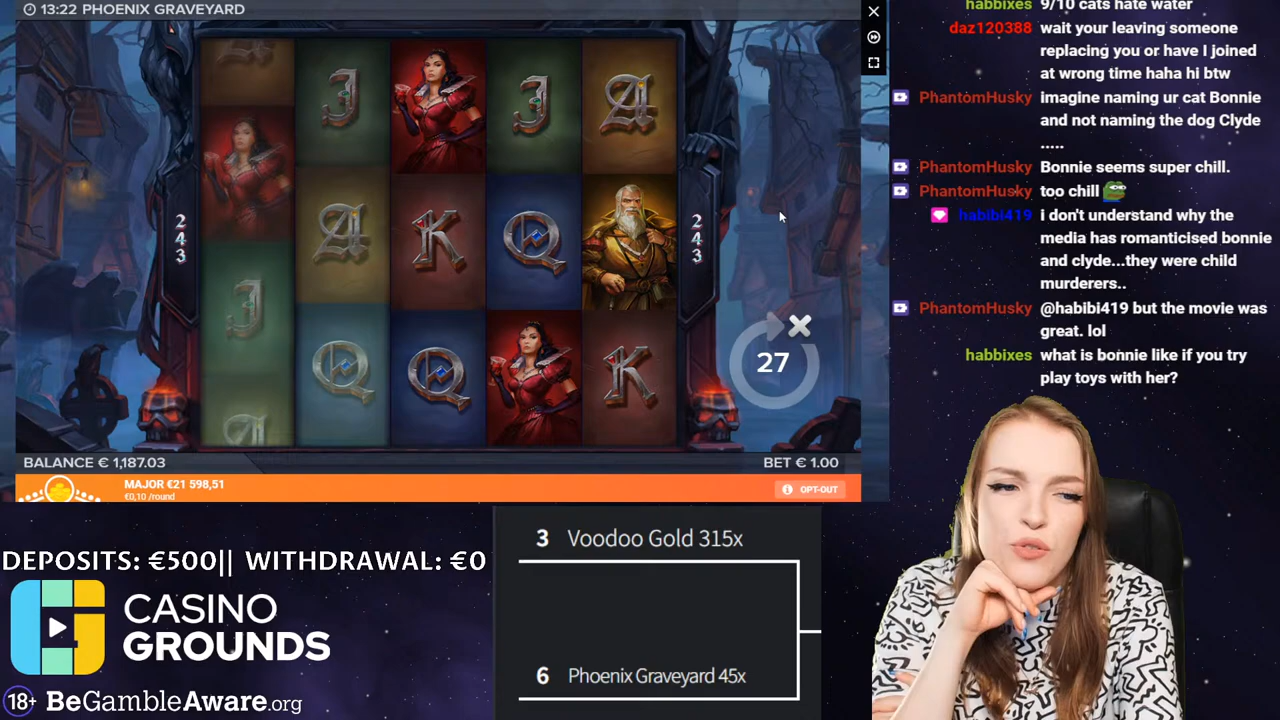 13:22 PHOENIX GRAVEYARD
J
J
A
A
K
Q
J
Q
Q
K
A
243
243
27
BALANCE € 1,187.03
BET € 1.00
MAJOR €21 598,51
€0,10 /round
OPT-OUT
habbixes 9/10 cats hate water
daz120388 wait your leaving someone
replacing you or have I joined
at wrong time haha hi btw
PhantomHusky imagine naming ur cat Bonnie
and not naming the dog Clyde
.....
PhantomHusky Bonnie seems super chill.
PhantomHusky too chill
habibi419 i don't understand why the
media has romanticised bonnie
and clyde...they were child
murderers..
PhantomHusky @habibi419 but the movie was
great. lol
habbixes what is bonnie like if you try
play toys with her?
DEPOSITS: €500|| WITHDRAWAL: €0
CASINO
GROUNDS
18+ BeGambleAware.org
3 Voodoo Gold 315x
6 Phoenix Graveyard 45x